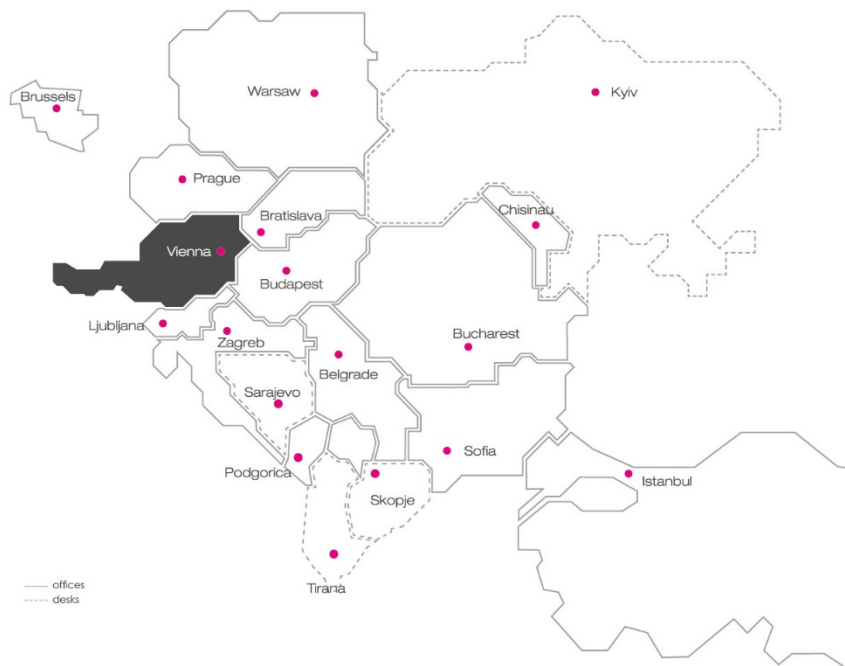 Warsaw
Kyiv
Brussels
Prague
Chisinau
Bratislava
Vienna
Budapest
Ljubljana
Zagreb
Bucharest
Belgrade
Sarajevo
Sofia
Podgorica
Istanbul
Skopje
Tirana
offices
desks